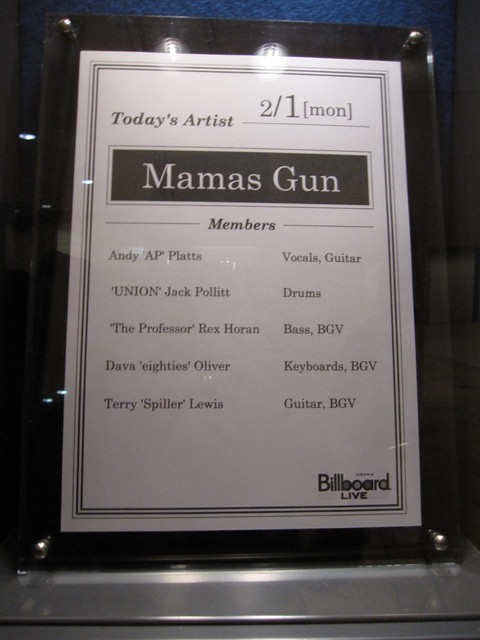 Today's Artist 2/1[mon]
Mamas Gun
Members
Andy 'AP' Platts Vocals, Guitar
'UNION' Jack Pollitt Drums
'The Professor' Rex Horan Bass, BGV
Dava 'eighties' Oliver Keyboards, BGV
Terry 'Spiller' Lewis Guitar, BGV
Billboard
LIVE